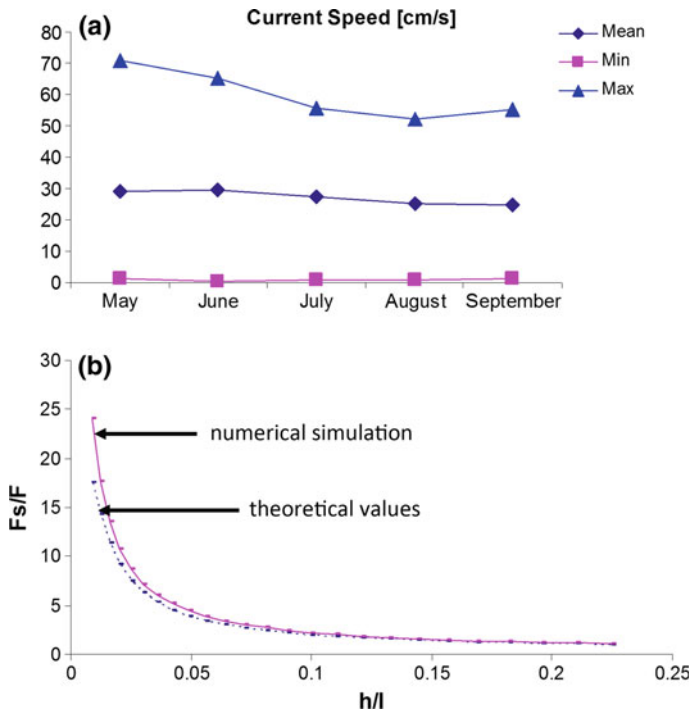 (a)
Current Speed [cm/s]
Mean
Min
Max
80
70
60
50
40
30
20
10
0
May June July August September
(b)
30
25
20
15
10
5
0
Fs/F
numerical simulation
theoretical values
0 0.05 0.1 0.15 0.2 0.25
h/l